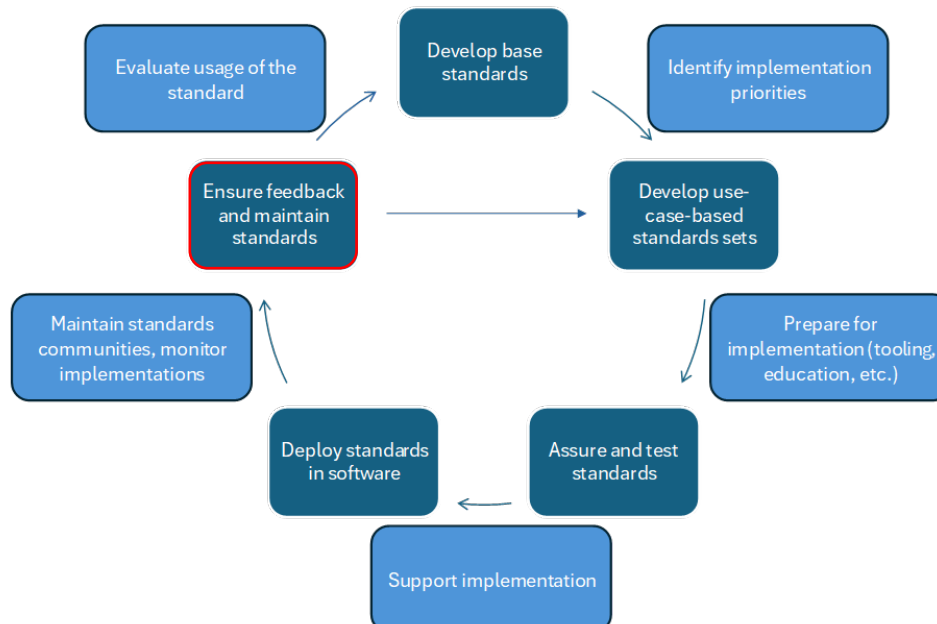 Develop base
standards
Evaluate usage of the
standard
Identify implementation
priorities
Ensure feedback
and maintain
standards
Develop use-
case-based
standards sets
Maintain standards
communities, monitor
implementations
Prepare for
implementation (tooling,
education, etc.)
Deploy standards
in software
Assure and test
standards
Support implementation